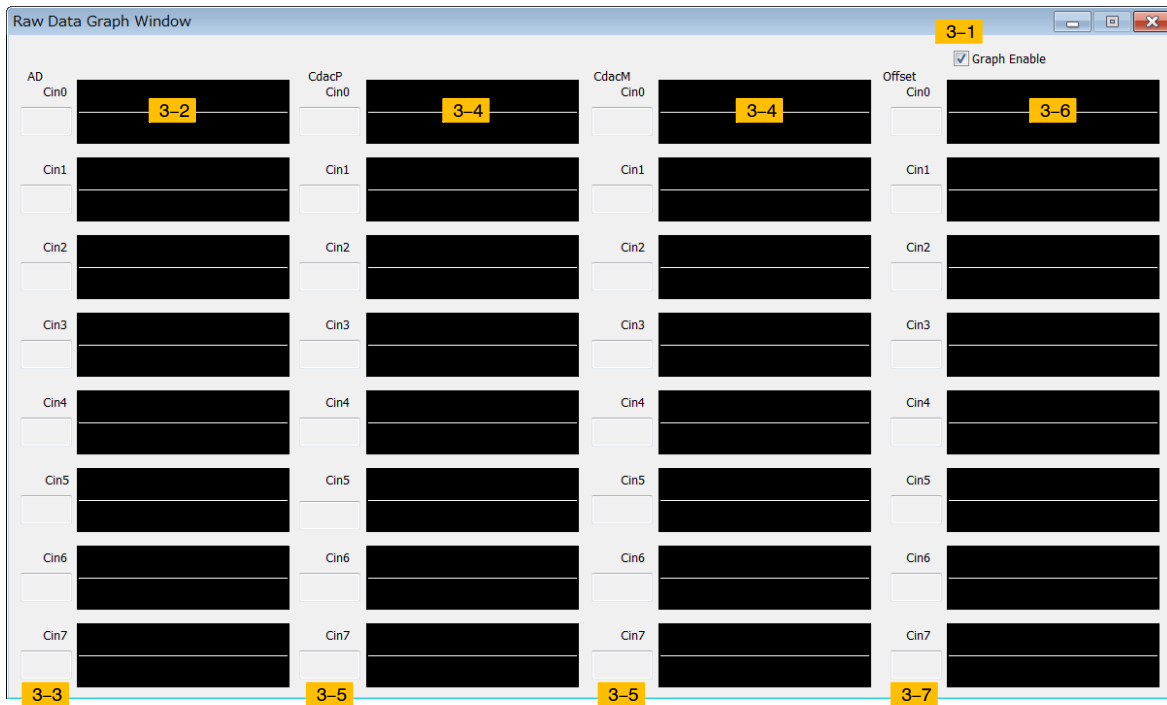 Raw Data Graph Window
3–1
Graph Enable
AD CdacP CdacM Offset
Cin0 Cin0 Cin0 Cin0
3–2 3–4 3–4 3–6
Cin1 Cin1 Cin1 Cin1
Cin2 Cin2 Cin2 Cin2
Cin3 Cin3 Cin3 Cin3
Cin4 Cin4 Cin4 Cin4
Cin5 Cin5 Cin5 Cin5
Cin6 Cin6 Cin6 Cin6
Cin7 Cin7 Cin7 Cin7
3–3 3–5 3–5 3–7